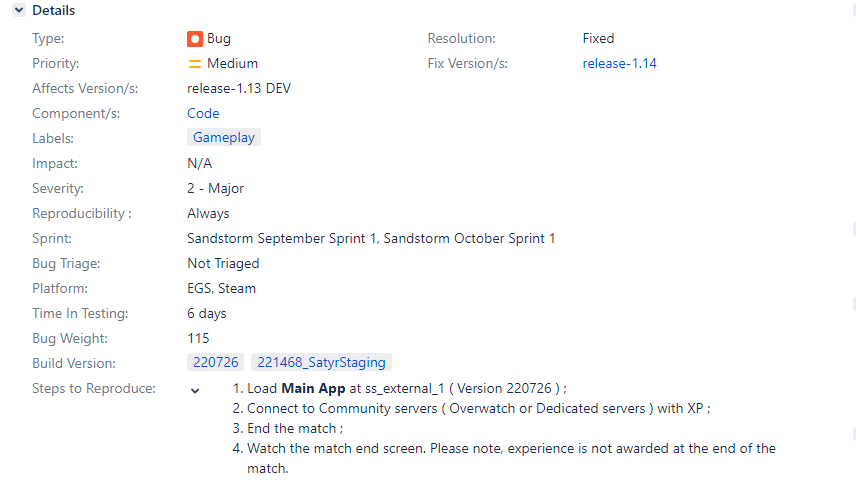 Details
Type: Bug Resolution: Fixed
Priority: Medium Fix Version/s: release-1.14
Affects Version/s: release-1.13 DEV
Component/s: Code
Labels: Gameplay
Impact: N/A
Severity: 2 - Major
Reproducibility : Always
Sprint: Sandstorm September Sprint 1, Sandstorm October Sprint 1
Bug Triage: Not Triaged
Platform: EGS, Steam
Time In Testing: 6 days
Bug Weight: 115
Build Version: 220726 221468_SatyrStaging
Steps to Reproduce: 1. Load Main App at ss_external_1 ( Version 220726 ) ;
2. Connect to Community servers ( Overwatch or Dedicated servers ) with XP ;
3. End the match ;
4. Watch the match end screen. Please note, experience is not awarded at the end of the
match.